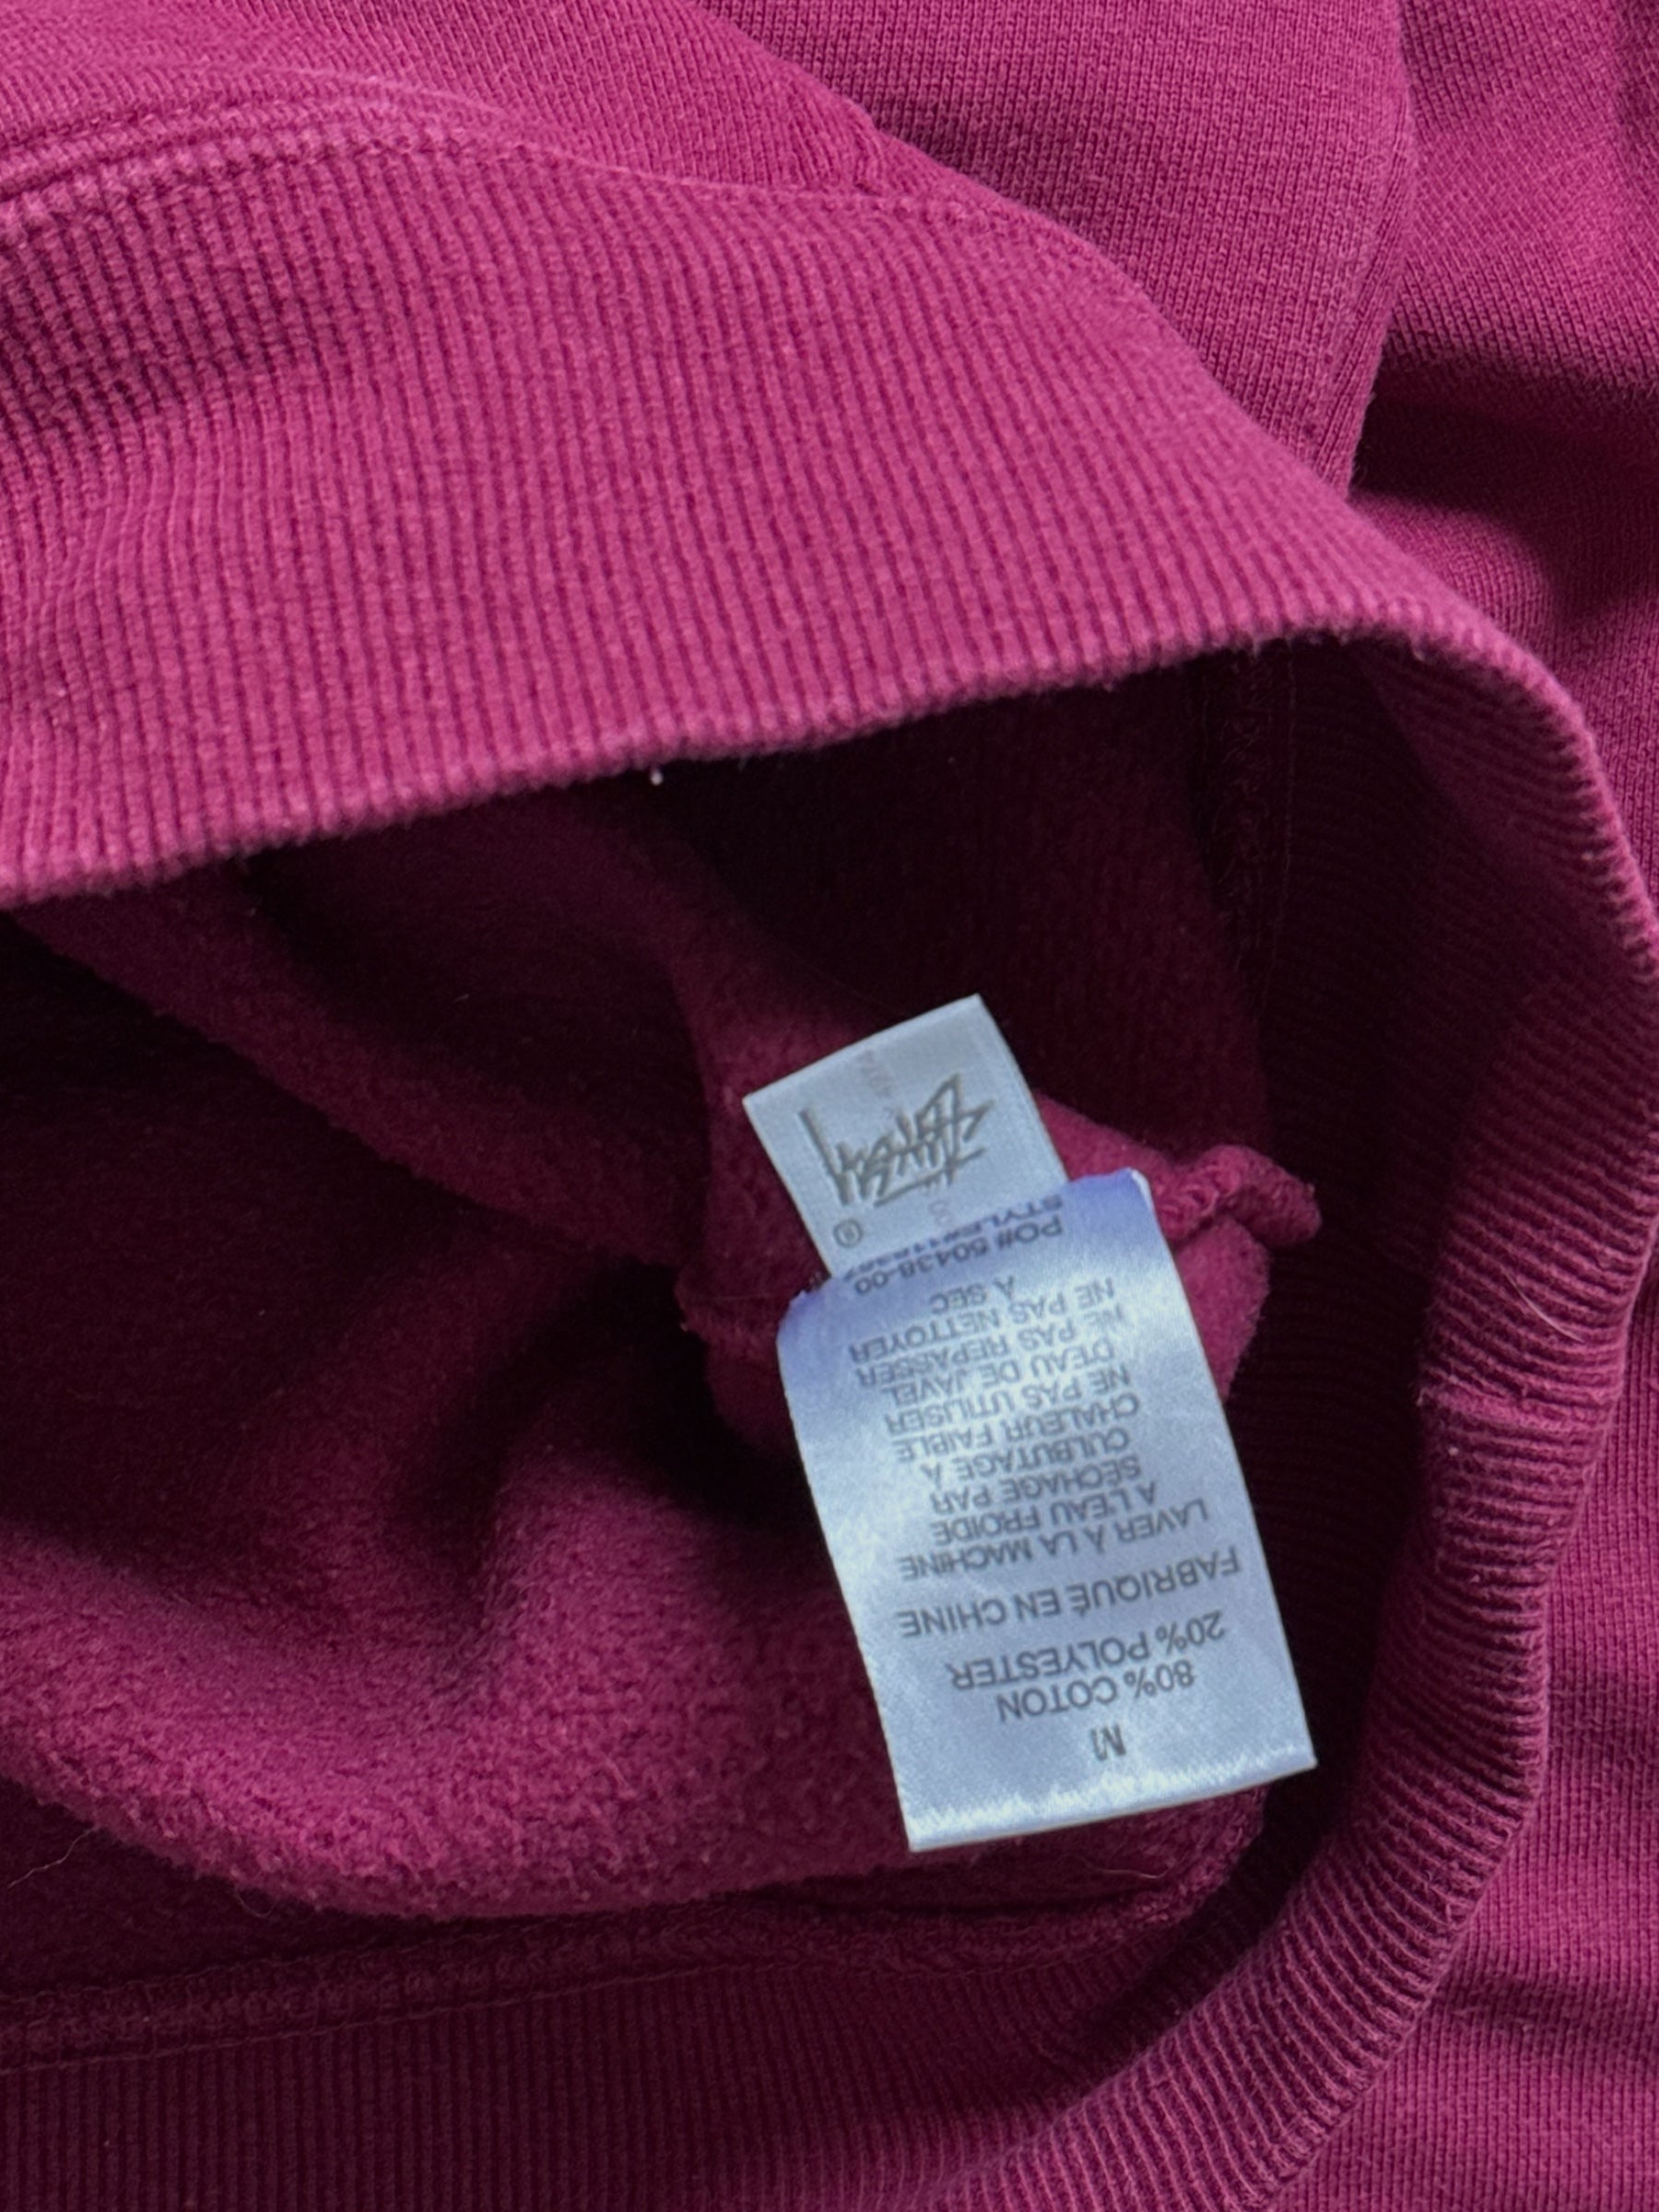 M
80% COTON
20% POLYESTER
FABRIQUÉ EN CHINE
LAVER À LA MACHINE
A L'EAU FROIDE
SÉCHAGE PAR
CULBUTAGE À
CHALEUR FAIBLE
NE PAS UTILISER
D'EAU DE JAVEL
NE PAS REPASSER
NE PAS NETTOYER
À SEC
PO# 50438-00
®